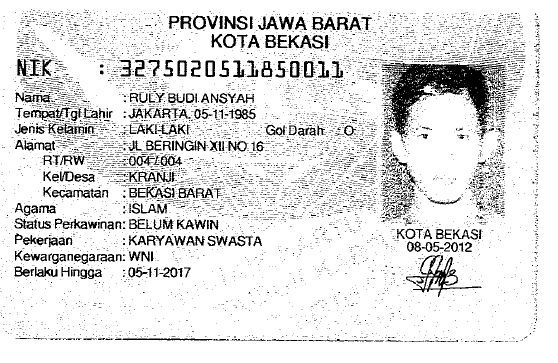 PROVINSI JAWA BARAT
KOTA BEKASI
NIK : 3275020511850011
Nama : RULY BUDI ANSYAH
Tempat/Tgl Lahir : JAKARTA, 05-11-1985
Jenis Kelamin : LAKI-LAKI Gol Darah : O
Alamat : JL BERINGIN XII NO 16
RT/RW : 004 / 004
Kel/Desa : KRANJI
Kecamatan : BEKASI BARAT
Agama : ISLAM
Status Perkawinan: BELUM KAWIN
Pekerjaan : KARYAWAN SWASTA
Kewarganegaraan: WNI
Berlaku Hingga : 05-11-2017
KOTA BEKASI
08-05-2012